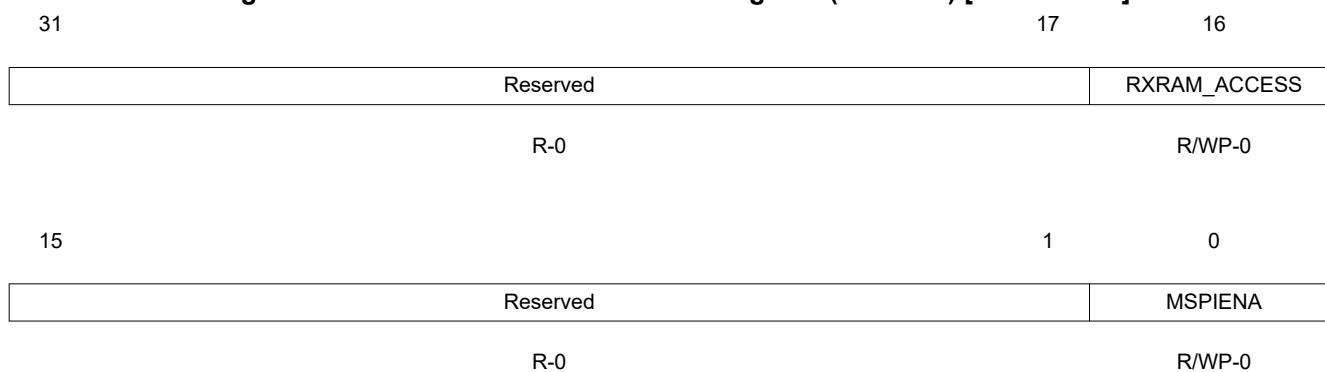 31 17 16
Reserved RXRAM_ACCESS
R-0 R/WP-0
15 1 0
Reserved MSPIENA
R-0 R/WP-0